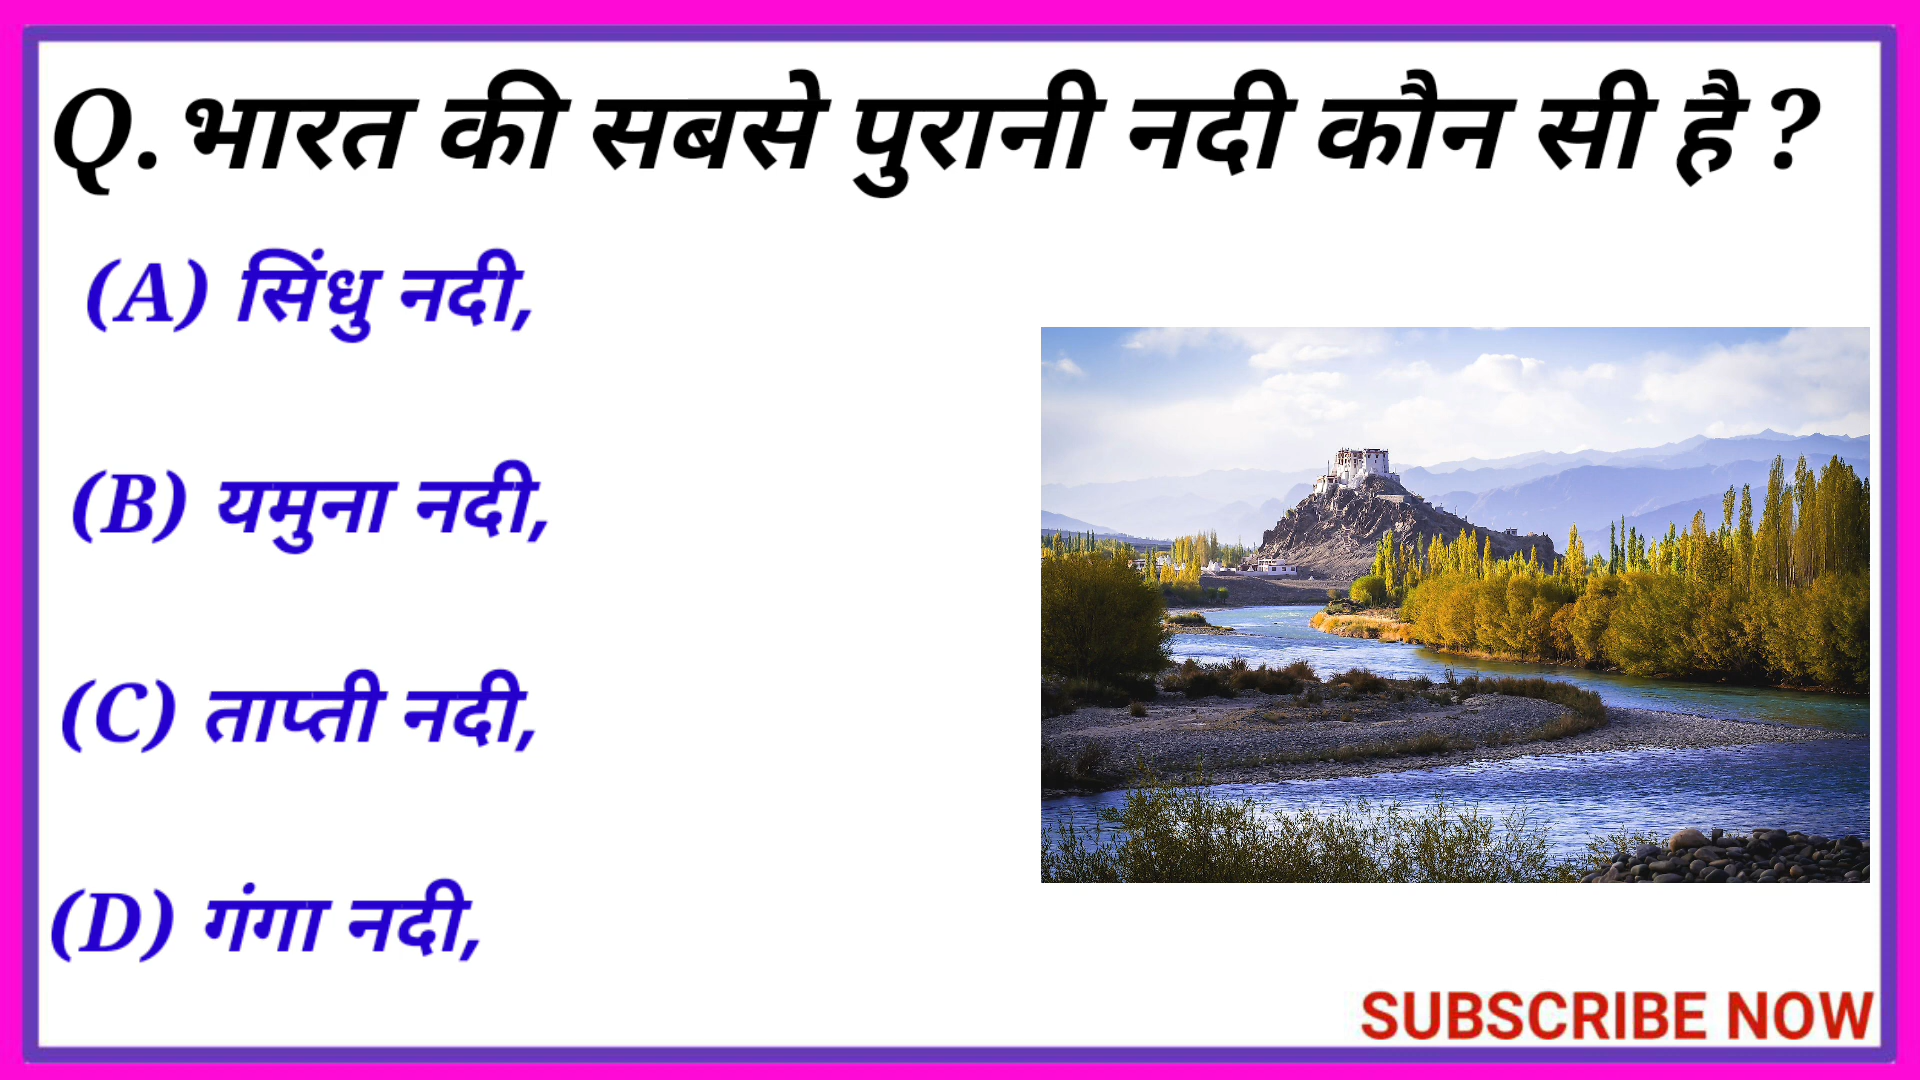 Q. भारत की सबसे पुरानी नदी कौन सी है ?
(A) सिंधु नदी,
(B) यमुना नदी,
(C) ताप्ती नदी,
(D) गंगा नदी,
SUBSCRIBE NOW